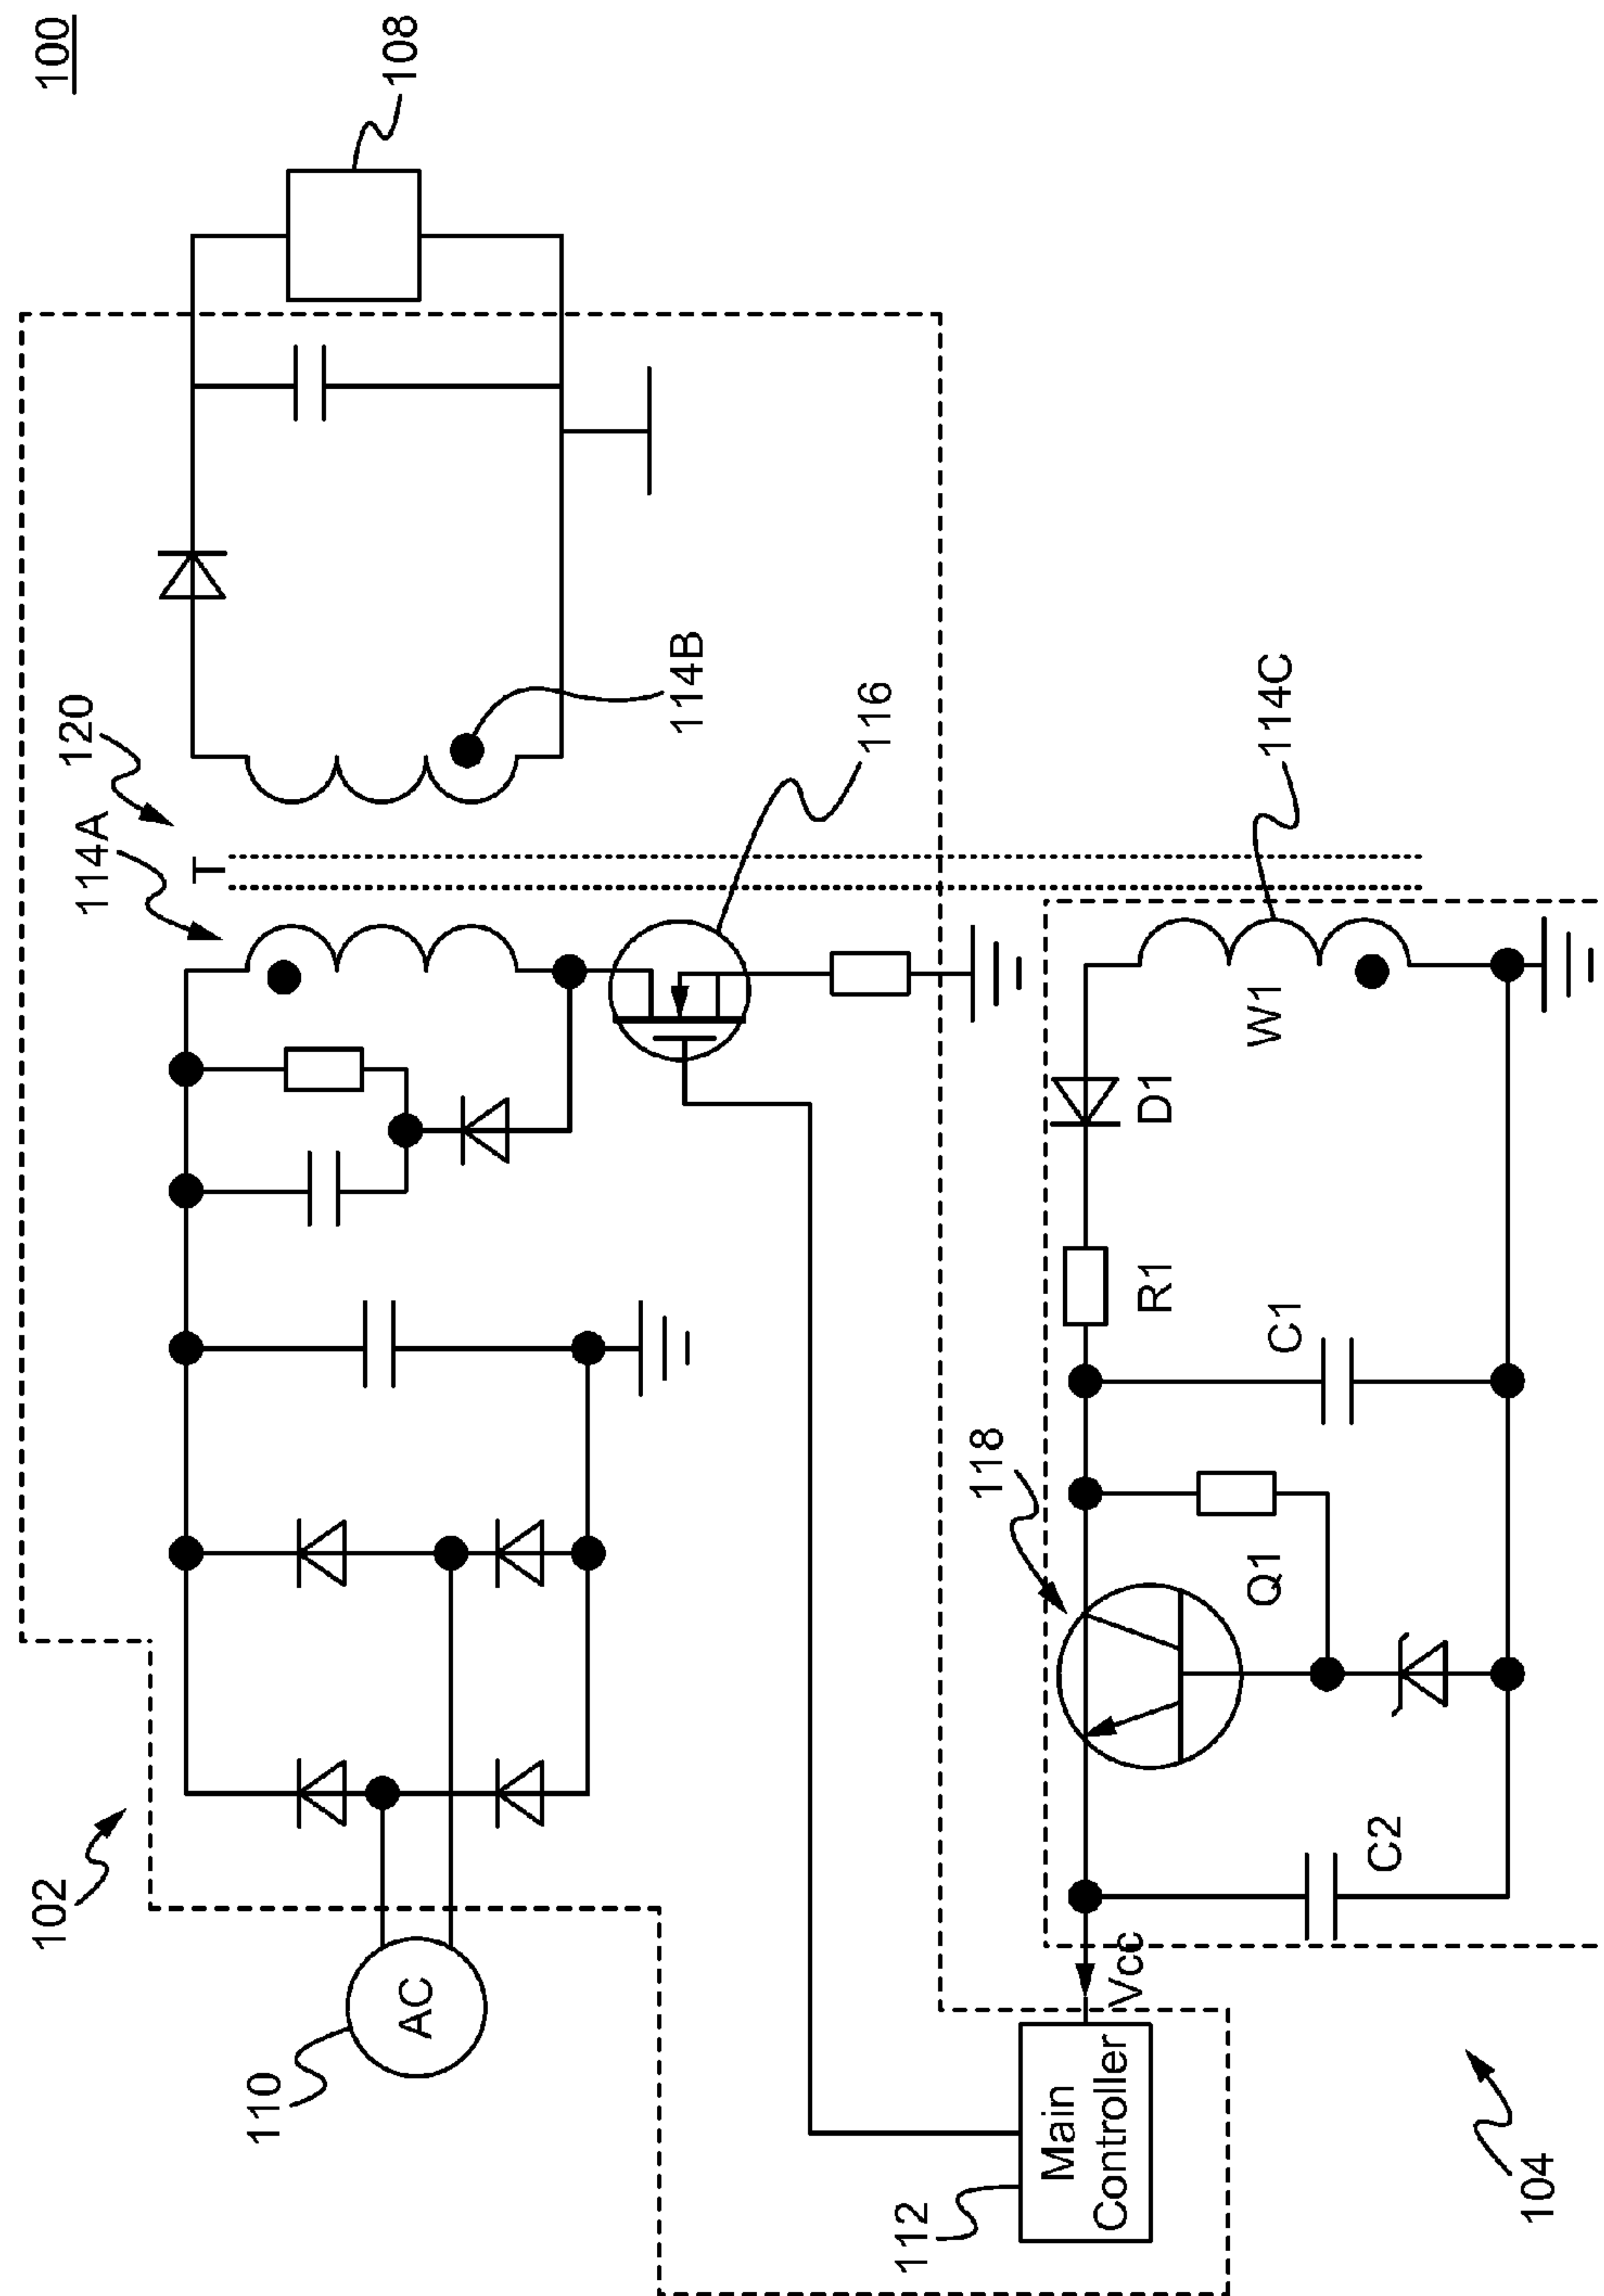 100
102
120
114A
T
108
110
AC
114B
116
112
Main
Controller
Vcc
118
Q1
R1
C1
D1
W1
114C
C2
104